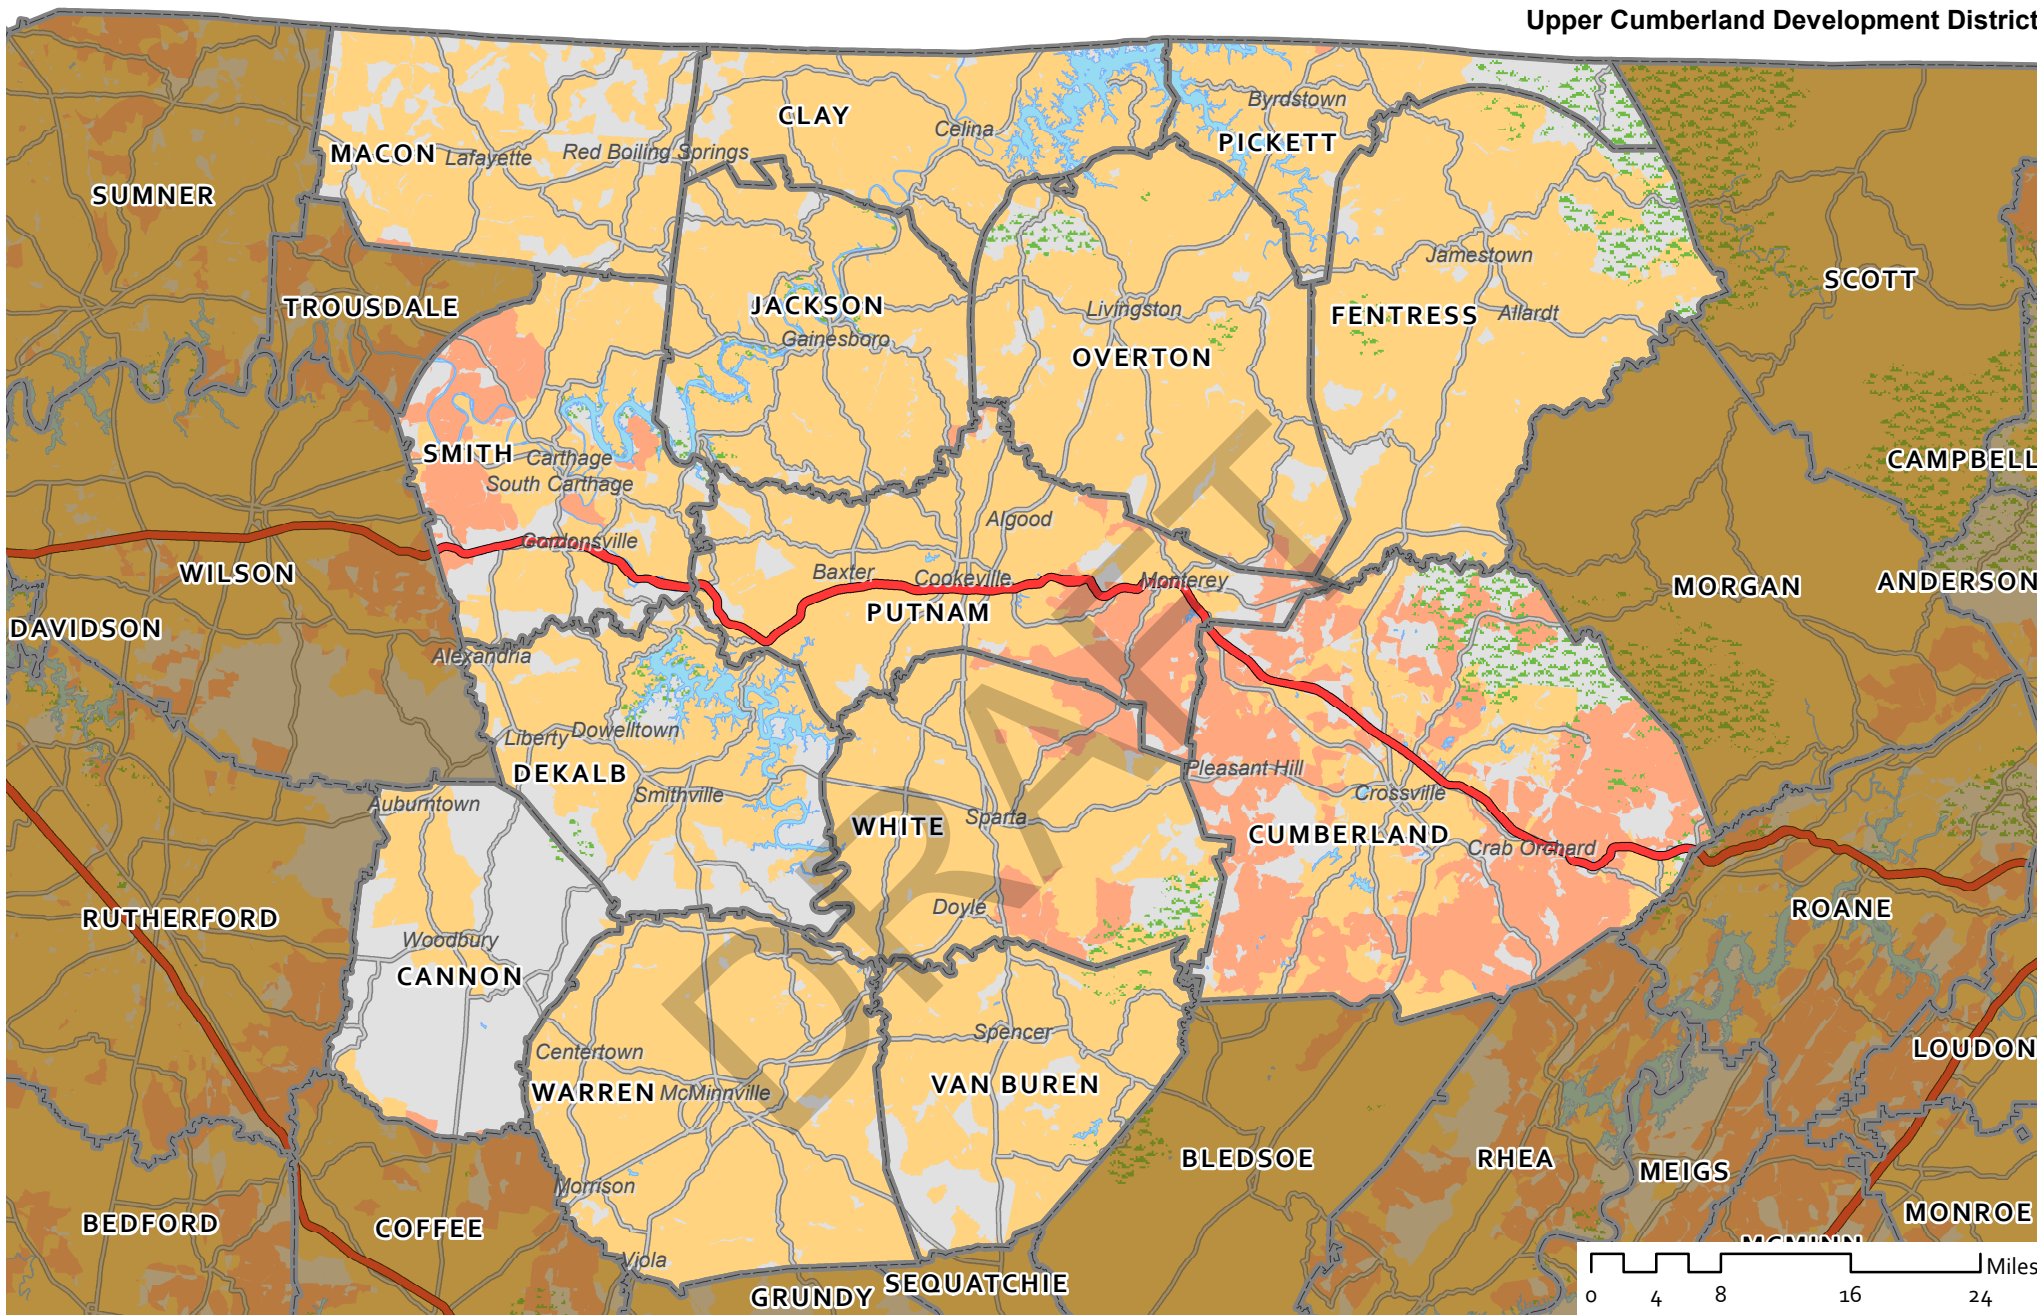 Upper Cumberland Development District
CLAY
Byrdstown
Celina
PICKETT
MACON
Lafayette
Red Boiling Springs
SUMNER
Jamestown
SCOTT
TROUSDALE
JACKSON
Livingston
FENTRESS
Allardt
Gainesboro
OVERTON
SMITH
Carthage
CAMPBELL
South Carthage
Algood
Gordonsville
WILSON
Baxter
Cookeville
Monterey
MORGAN
ANDERSON
PUTNAM
DAVIDSON
Alexandria
Liberty
Dowelltown
DEKALB
Pleasant Hill
Smithville
Crossville
Auburntown
WHITE
Sparta
CUMBERLAND
Crab Orchard
DRAFT
RUTHERFORD
Doyle
ROANE
Woodbury
CANNON
Spencer
Centertown
LOUDON
WARREN
McMinnville
VAN BUREN
BLEDSOE
RHEA
MEIGS
Morrison
BEDFORD
COFFEE
MONROE
MCMINN
Viola
GRUNDY
SEQUATCHIE
Miles
0 4 8 16 24